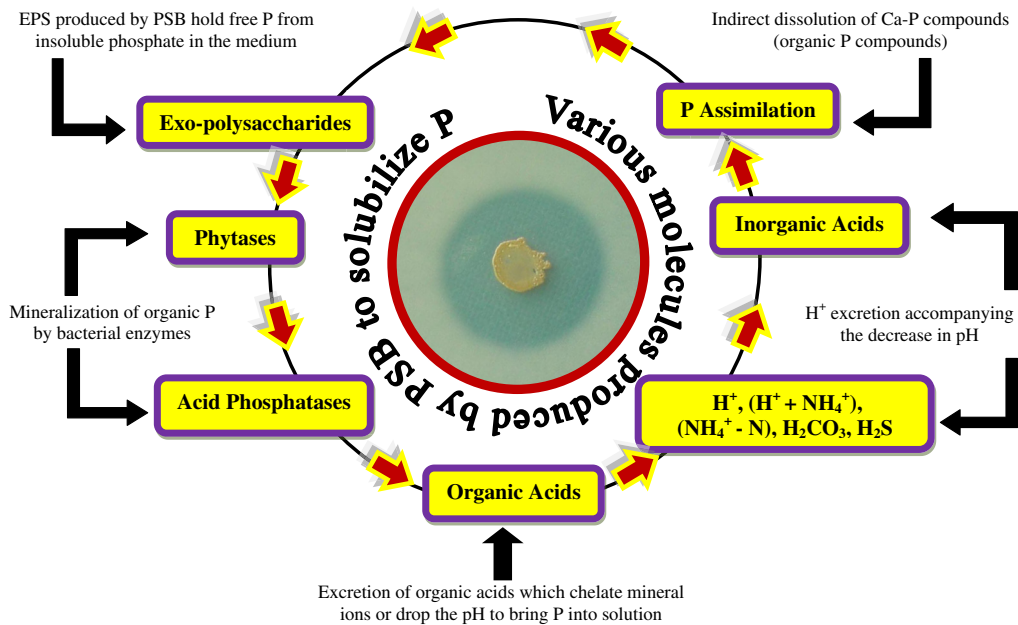 EPS produced by PSB hold free P from
insoluble phosphate in the medium
Indirect dissolution of Ca-P compounds
(organic P compounds)
Exo-polysaccharides
P Assimilation
Various molecules produced by PSB to solubilize P
Phytases
Inorganic Acids
Mineralization of organic P
by bacterial enzymes
H⁺ excretion accompanying
the decrease in pH
Acid Phosphatases
H⁺, (H⁺ + NH₄⁺),
(NH₄⁺ - N), H₂CO₃, H₂S
Organic Acids
Excretion of organic acids which chelate mineral
ions or drop the pH to bring P into solution